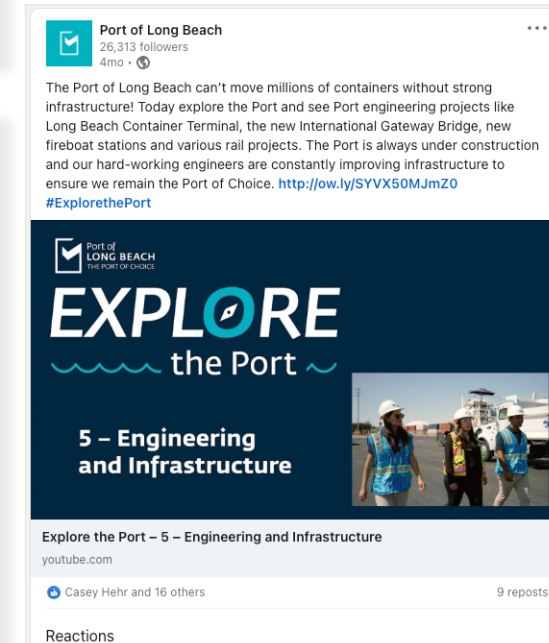 Port of Long Beach
26,313 followers
4mo •
The Port of Long Beach can't move millions of containers without strong
infrastructure! Today explore the Port and see Port engineering projects like
Long Beach Container Terminal, the new International Gateway Bridge, new
fireboat stations and various rail projects. The Port is always under construction
and our hard-working engineers are constantly improving infrastructure to
ensure we remain the Port of Choice. http://ow.ly/SYVX50MJmZ0
#ExplorethePort
Port of
LONG BEACH
THE PORT OF CHOICE
EXPLORE
the Port
5 – Engineering
and Infrastructure
Explore the Port – 5 – Engineering and Infrastructure
youtube.com
Casey Hehr and 16 others
9 reposts
Reactions